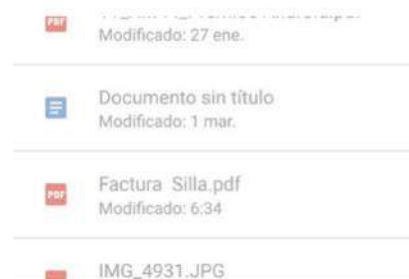 PDF
Modificado: 27 ene.
Documento sin título
Modificado: 1 mar.
PDF
Factura Silla.pdf
Modificado: 6:34
IMG_4931.JPG